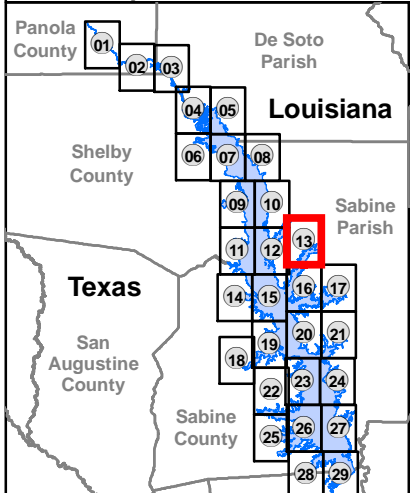 Panola
County
01
02
03
De Soto
Parish
04
05
Louisiana
Shelby
County
06
07
08
09
10
Sabine
Parish
11
12
13
Texas
14
15
16
17
San
Augustine
County
18
19
20
21
22
23
24
Sabine
County
25
26
27
28
29